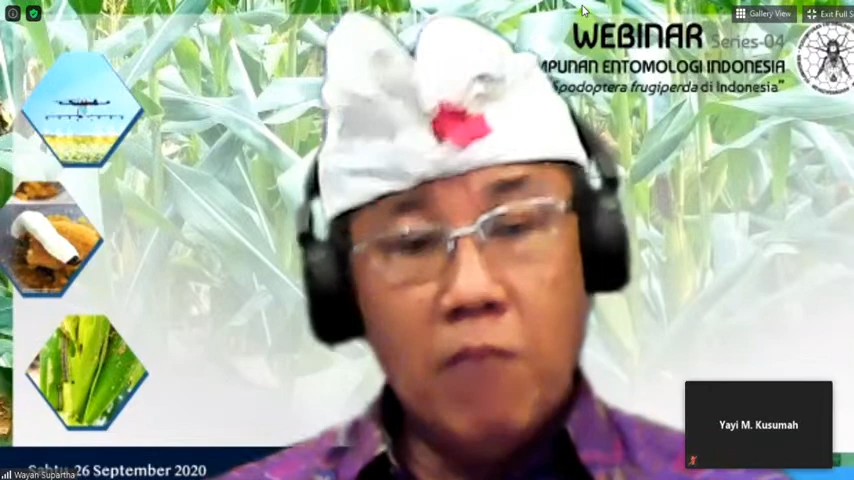 Gallery View
Exit Full S
WEBINAR Series-04
MPUNAN ENTOMOLOGI INDONESIA
Spodoptera frugiperda di Indonesia"
Yayi M. Kusumah
Sabtu, 26 September 2020
Wayan Supartha